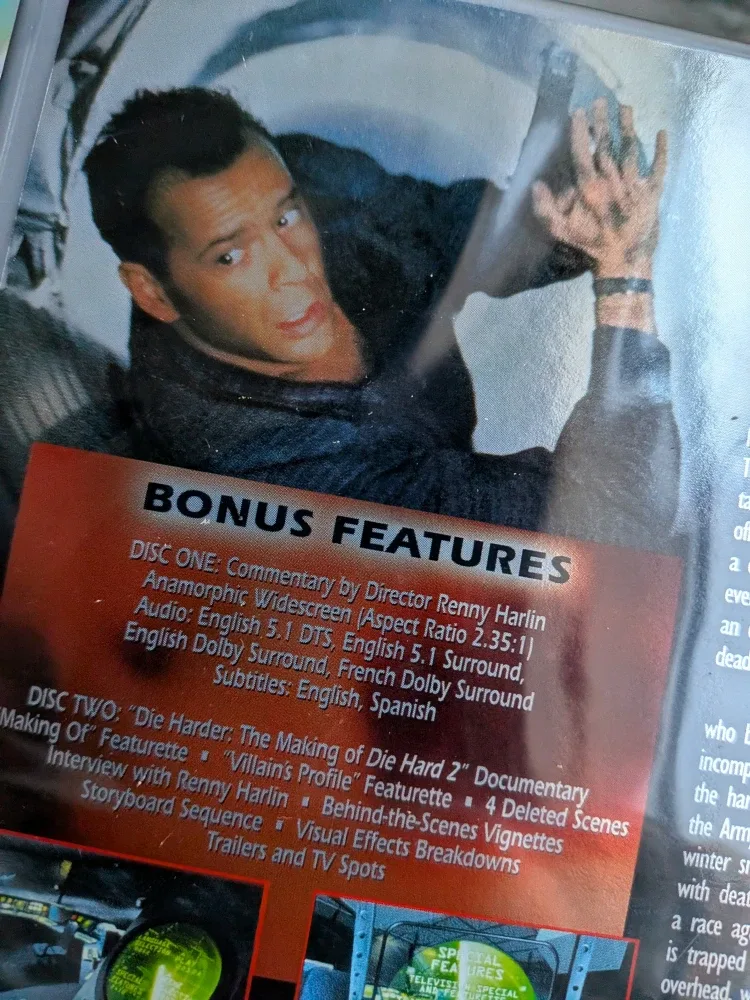 BONUS FEATURES
DISC ONE: Commentary by Director Renny Harlin
Anamorphic Widescreen (Aspect Ratio 2.35:1)
Audio: English 5.1 DTS, English 5.1 Surround,
English Dolby Surround, French Dolby Surround
Subtitles: English, Spanish
DISC TWO: "Die Harder: The Making of Die Hard 2" Documentary
"Making Of" Featurette ▪ "Villain's Profile" Featurette ▪ 4 Deleted Scenes
Interview with Renny Harlin ▪ Behind-the-Scenes Vignettes
Storyboard Sequence ▪ Visual Effects Breakdowns
Trailers and TV Spots
SPECIAL
FEATURES
TELEVISION SPECIAL
a
an
dead
who
the
the Arm
winter
with
a race
is trapped
overhead